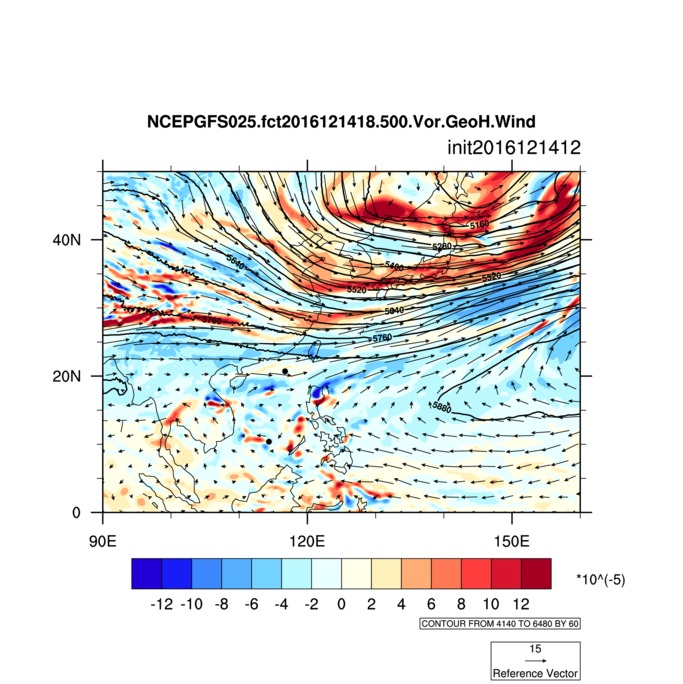 NCEPGFS025.fct2016121418.500.Vor.GeoH.Wind
init2016121412
40N
20N
0
90E 120E 150E
5160
5280
5400
5640
5520
5520
5640
5760
5760
5880
-12 -10 -8 -6 -4 -2 0 2 4 6 8 10 12
*10^(-5)
CONTOUR FROM 4140 TO 6480 BY 60
15
Reference Vector